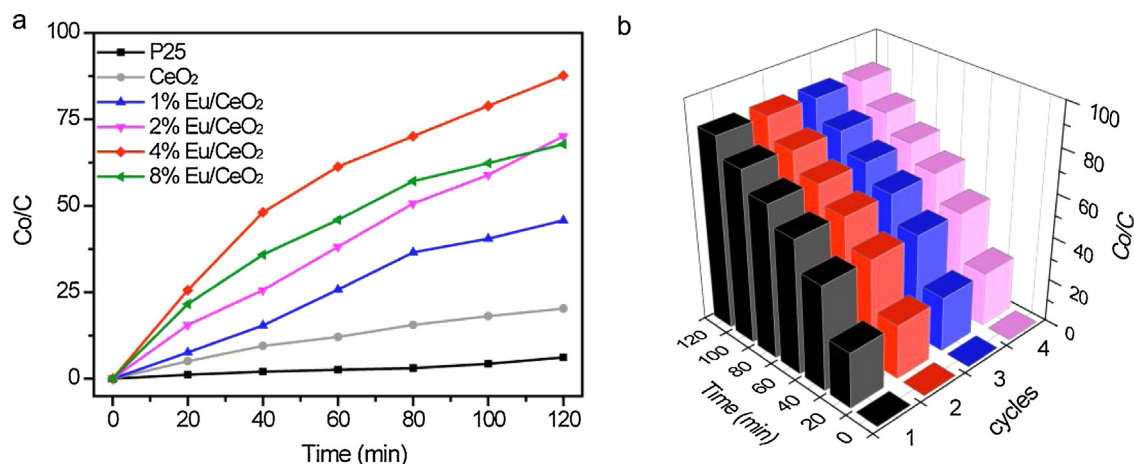 a
100
75
50
25
0
Co/C
P25
CeO₂
1% Eu/CeO₂
2% Eu/CeO₂
4% Eu/CeO₂
8% Eu/CeO₂
0 20 40 60 80 100 120
Time (min)
b
100
80
60
40
20
0
Co/C
120
100
80
60
40
20
0
Time (min)
1
2
3
4
cycles